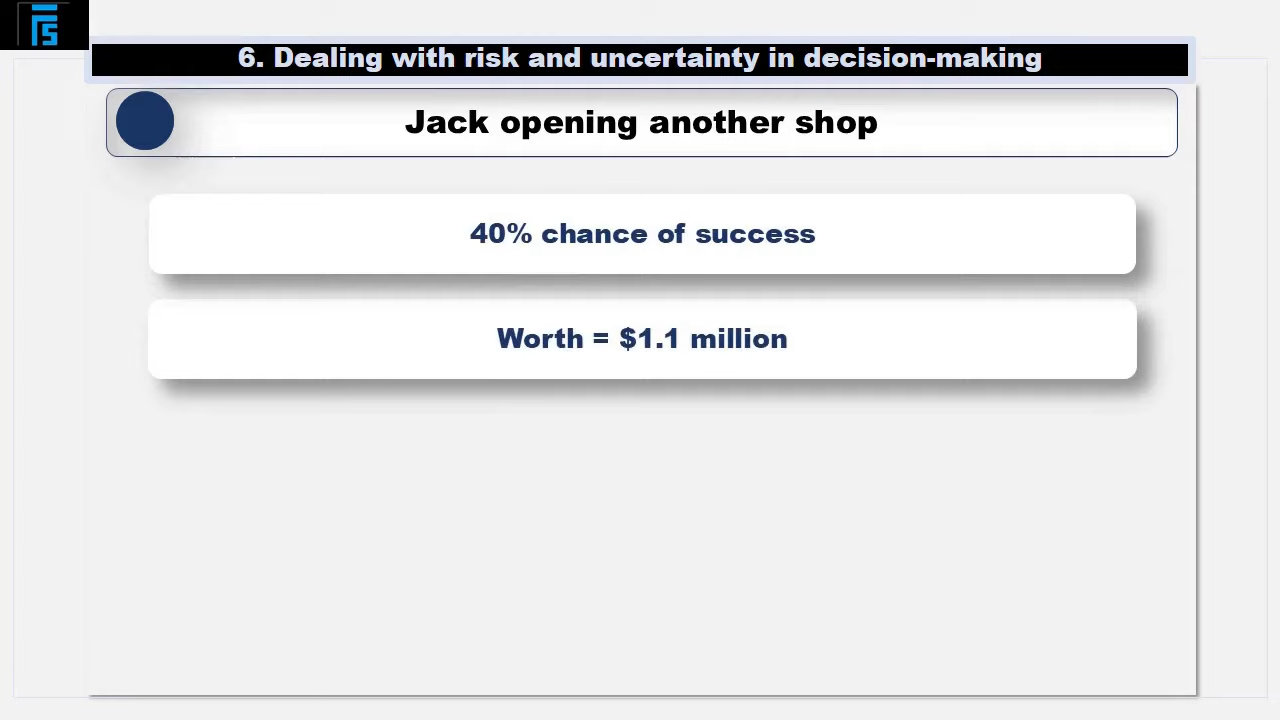 6. Dealing with risk and uncertainty in decision-making
Jack opening another shop
40% chance of success
Worth = $1.1 million